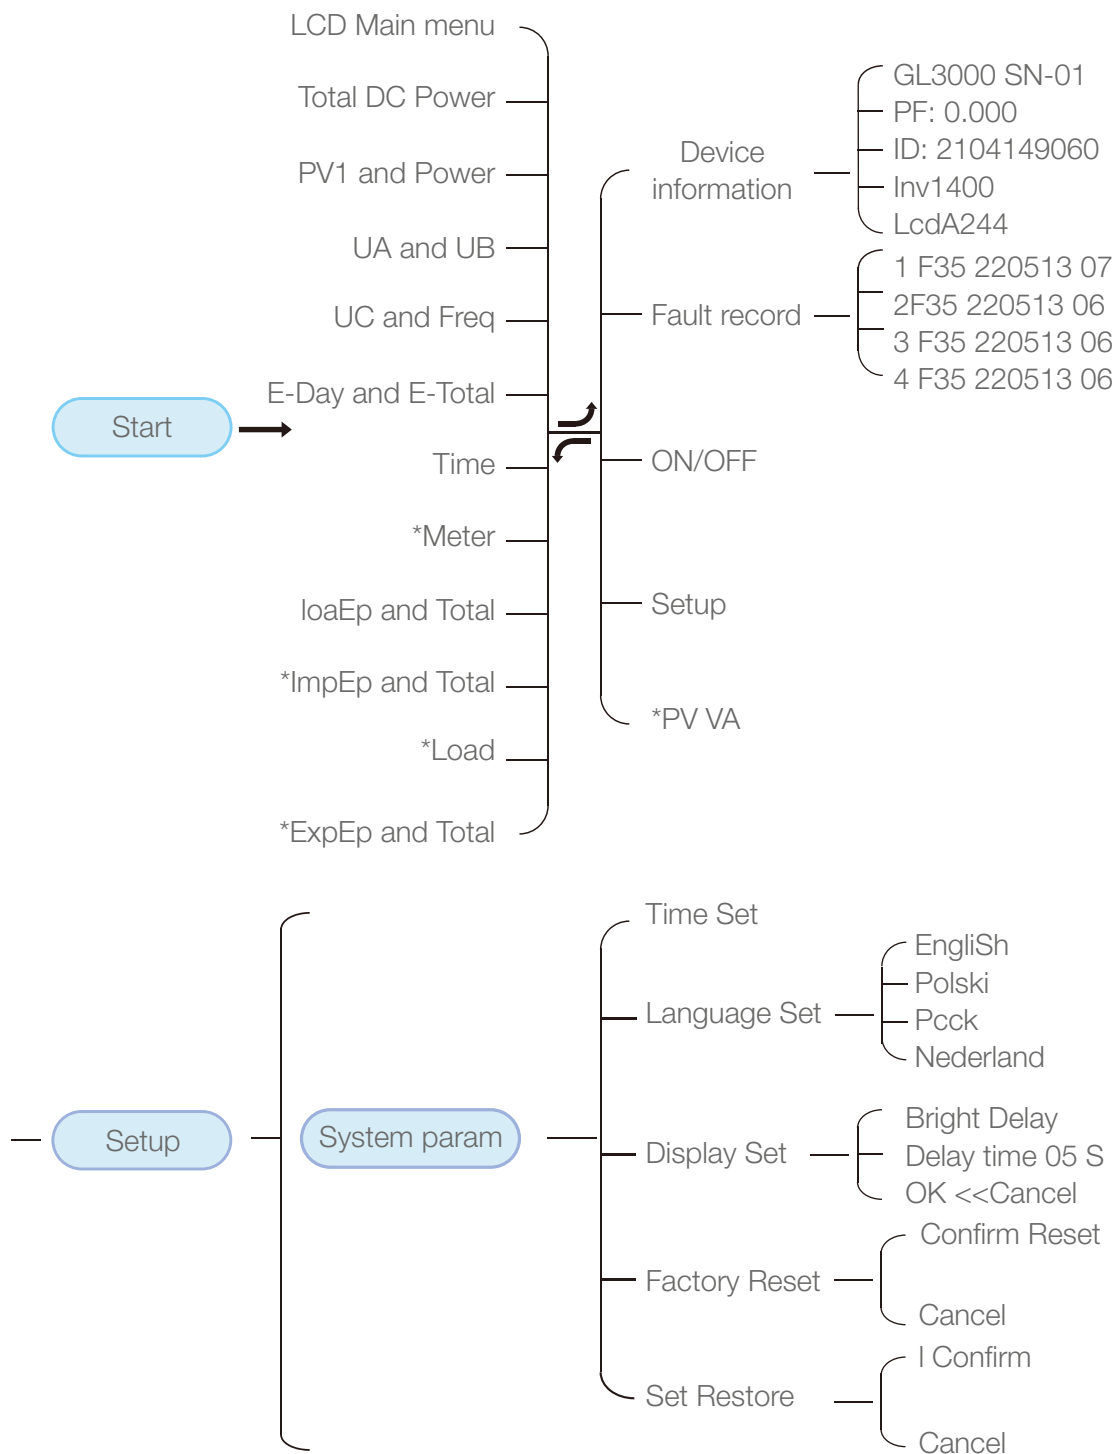 LCD Main menu
Total DC Power
PV1 and Power
UA and UB
UC and Freq
E-Day and E-Total
Start
Time
*Meter
loaEp and Total
*ImpEp and Total
*Load
*ExpEp and Total
Device
information
GL3000 SN-01
PF: 0.000
ID: 2104149060
Inv1400
LcdA244
Fault record
1 F35 220513 07
2F35 220513 06
3 F35 220513 06
4 F35 220513 06
ON/OFF
Setup
*PV VA
Setup
System param
Time Set
Language Set
EngliSh
Polski
Pcck
Nederland
Display Set
Bright Delay
Delay time 05 S
OK <<Cancel
Factory Reset
Confirm Reset
Cancel
Set Restore
I Confirm
Cancel